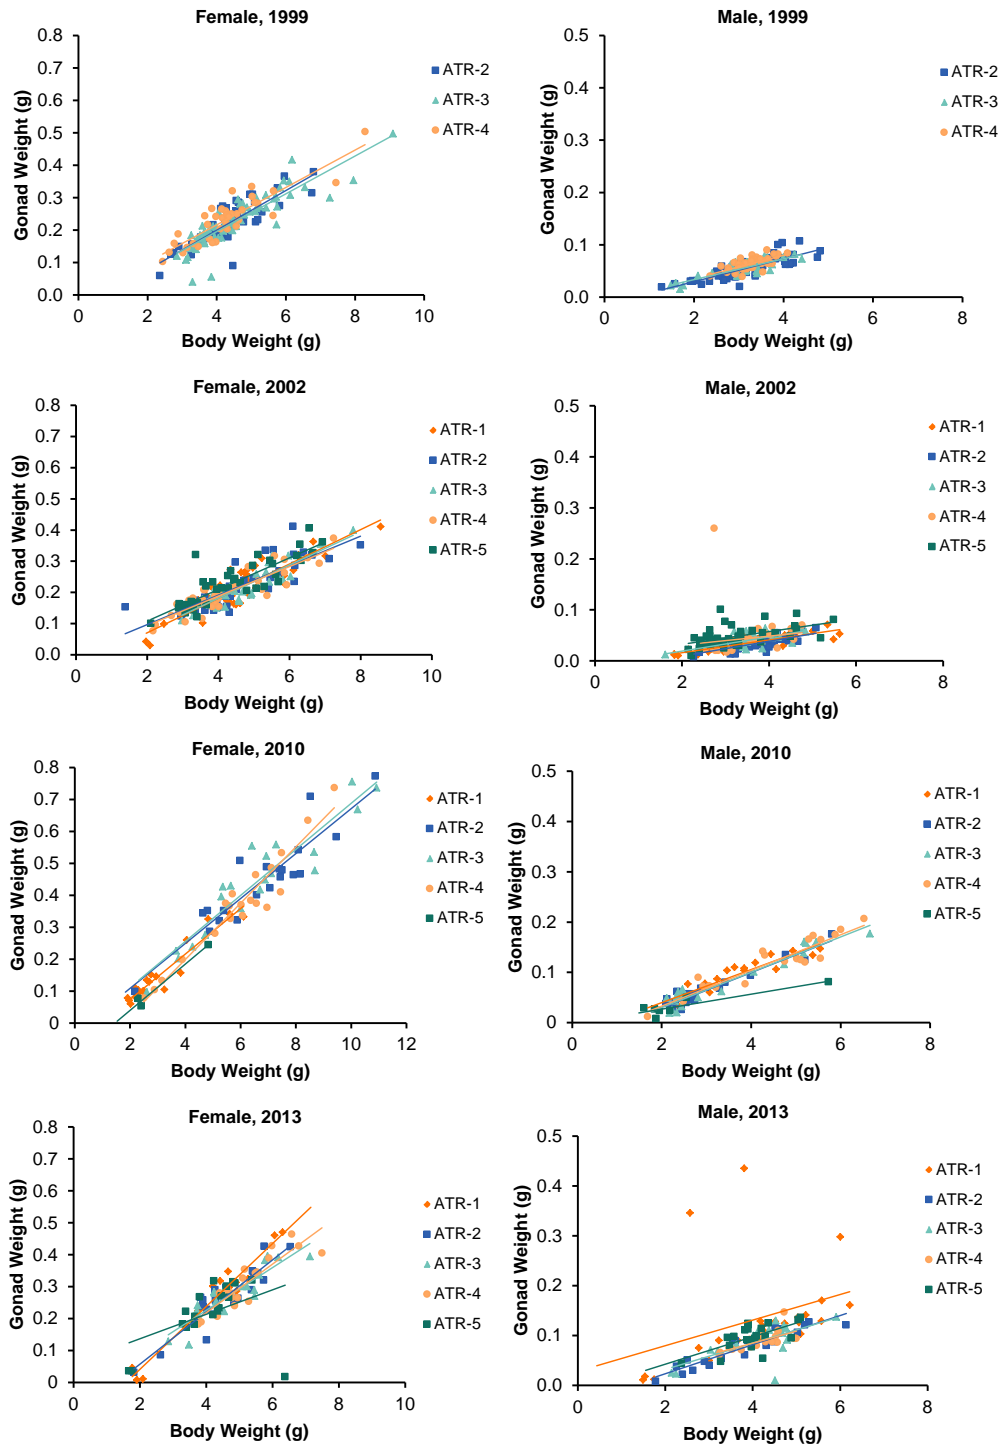 Female, 1999
Gonad Weight (g)
0.8
0.7
0.6
0.5
0.4
0.3
0.2
0.1
0.0
0
2
4
6
8
10
Body Weight (g)
ATR-2
ATR-3
ATR-4
Male, 1999
Gonad Weight (g)
0.5
0.4
0.3
0.2
0.1
0.0
0
2
4
6
8
Body Weight (g)
ATR-2
ATR-3
ATR-4
Female, 2002
Gonad Weight (g)
0.8
0.7
0.6
0.5
0.4
0.3
0.2
0.1
0.0
0
2
4
6
8
10
Body Weight (g)
ATR-1
ATR-2
ATR-3
ATR-4
ATR-5
Male, 2002
Gonad Weight (g)
0.5
0.4
0.3
0.2
0.1
0.0
0
2
4
6
8
Body Weight (g)
ATR-1
ATR-2
ATR-3
ATR-4
ATR-5
Female, 2010
Gonad Weight (g)
0.8
0.7
0.6
0.5
0.4
0.3
0.2
0.1
0
0
2
4
6
8
10
12
Body Weight (g)
ATR-1
ATR-2
ATR-3
ATR-4
ATR-5
Male, 2010
Gonad Weight (g)
0.5
0.4
0.3
0.2
0.1
0
0
2
4
6
8
Body Weight (g)
ATR-1
ATR-2
ATR-3
ATR-4
ATR-5
Female, 2013
Gonad Weight (g)
0.8
0.7
0.6
0.5
0.4
0.3
0.2
0.1
0
0
2
4
6
8
10
Body Weight (g)
ATR-1
ATR-2
ATR-3
ATR-4
ATR-5
Male, 2013
Gonad Weight (g)
0.5
0.4
0.3
0.2
0.1
0.0
0
2
4
6
8
Body Weight (g)
ATR-1
ATR-2
ATR-3
ATR-4
ATR-5